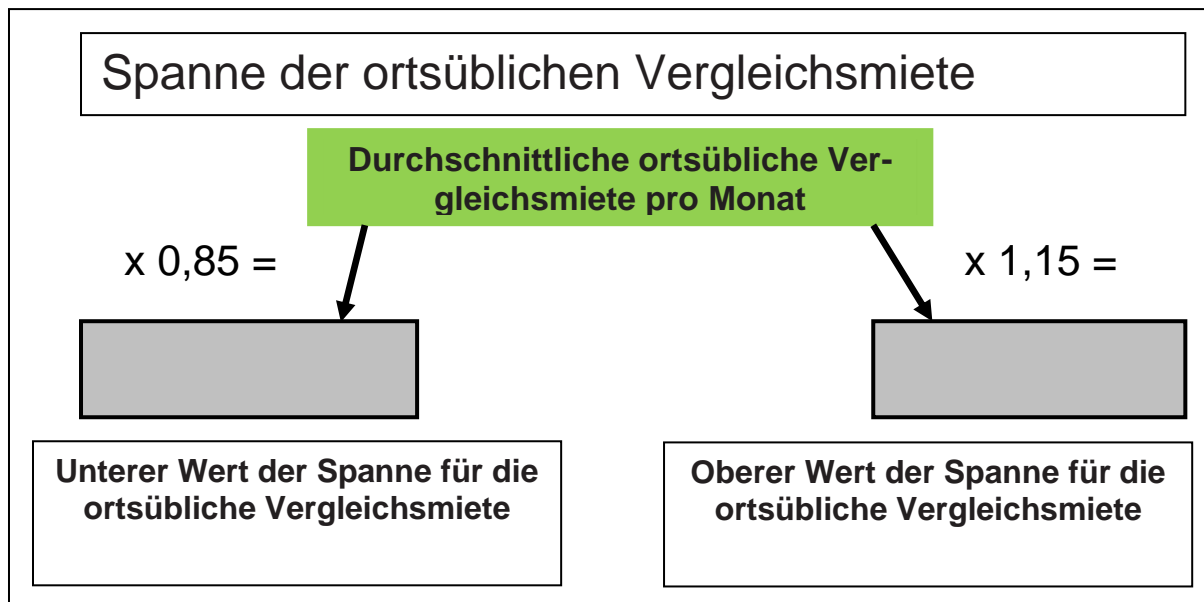 Spanne der ortsüblichen Vergleichsmiete
Durchschnittliche ortsübliche Ver-
gleichsmiete pro Monat
x 0,85 =
x 1,15 =
Unterer Wert der Spanne für die
ortsübliche Vergleichsmiete
Oberer Wert der Spanne für die
ortsübliche Vergleichsmiete